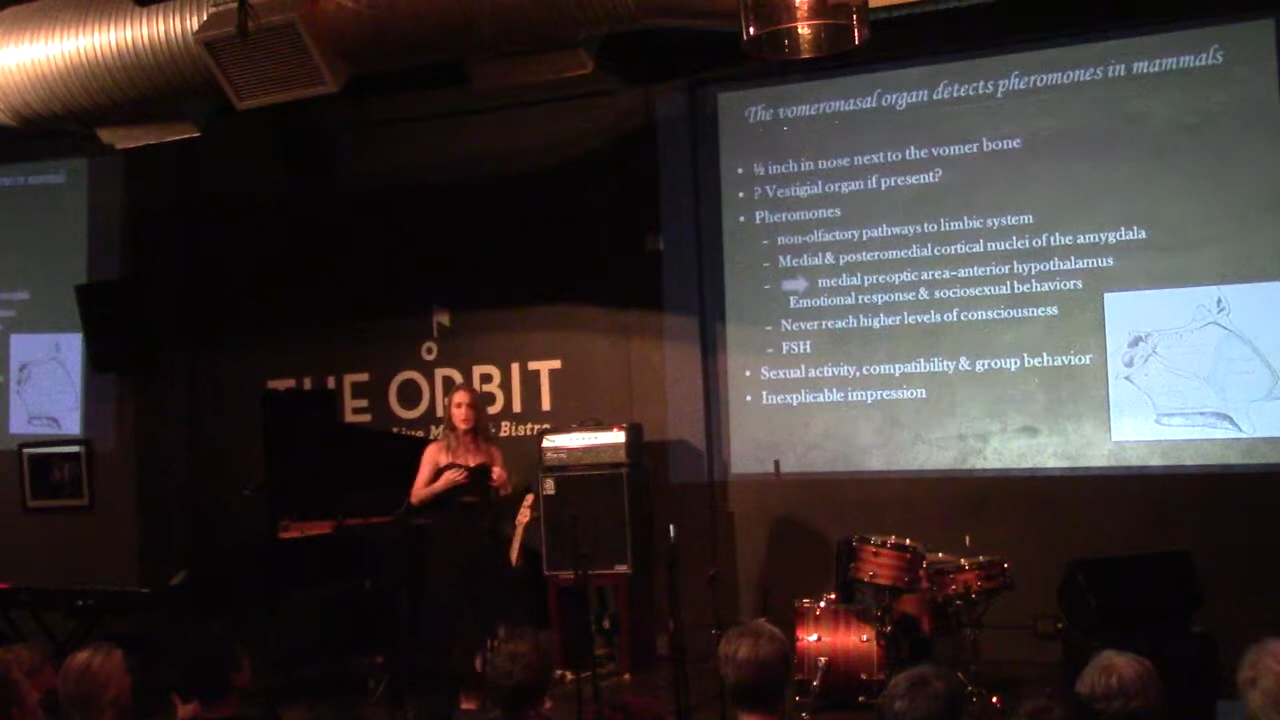 The vomeronasal organ detects pheromones in mammals
• ½ inch in nose next to the vomer bone
• ? Vestigial organ if present?
• Pheromones
– non-olfactory pathways to limbic system
– Medial & posteromedial cortical nuclei of the amygdala
– medial preoptic area–anterior hypothalamus
Emotional response & sociosexual behaviors
– Never reach higher levels of consciousness
– FSH
• Sexual activity, compatibility & group behavior
• Inexplicable impression
THE ORBIT
Live Bistro